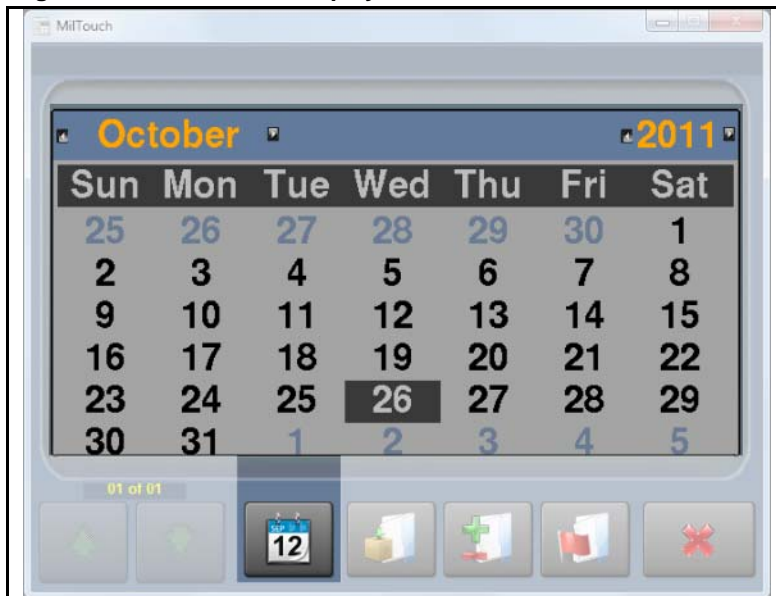 MilTouch
October 2011
Sun Mon Tue Wed Thu Fri Sat
25 26 27 28 29 30 1
2 3 4 5 6 7 8
9 10 11 12 13 14 15
16 17 18 19 20 21 22
23 24 25 26 27 28 29
30 31 1 2 3 4 5
01 of 01
SEP
12